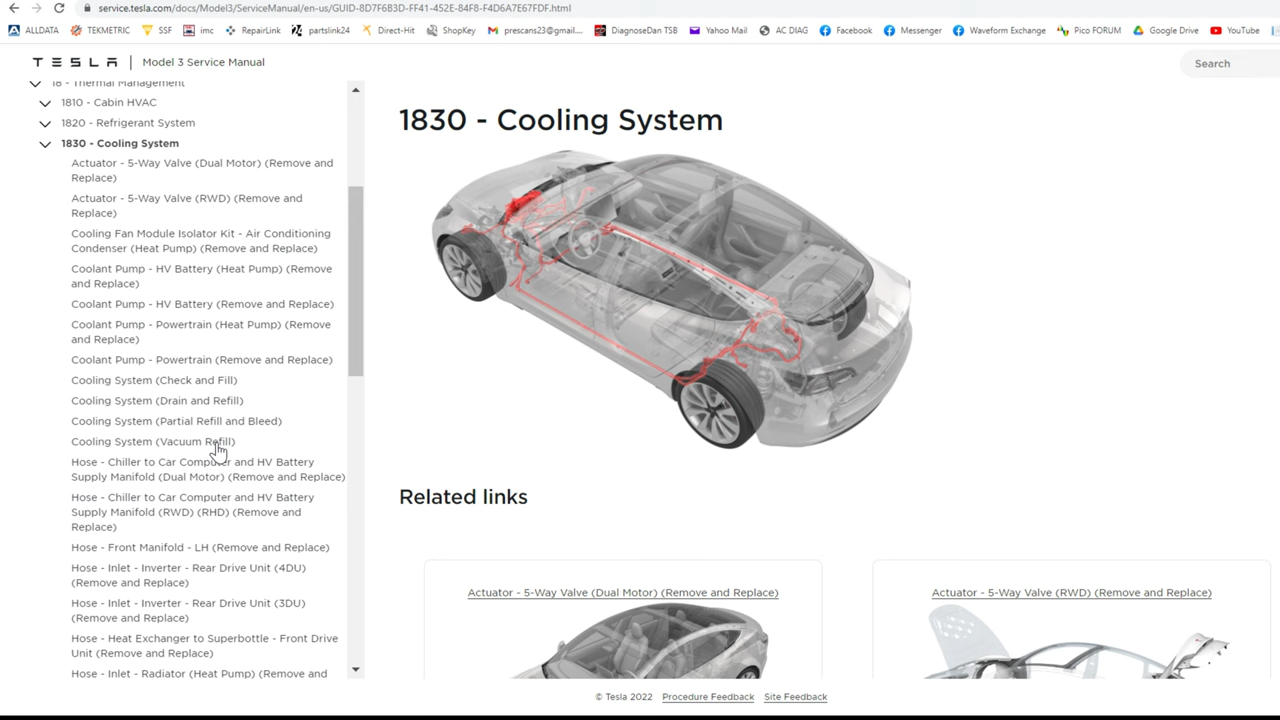 service.tesla.com/docs/Model3/ServiceManual/en-us/GUID-8D7F6B3D-FF41-452E-84F8-F4D6A7E67FDF.html
ALLDATA TEKMETRIC SSF imc RepairLink partslink24 Direct-Hit ShopKey prescans23@gmail.... DiagnoseDan TSB Yahoo Mail AC DIAG Facebook Messenger Waveform Exchange Pico FORUM Google Drive YouTube
TESLA | Model 3 Service Manual
Search
18 - Thermal Management
1810 - Cabin HVAC
1820 - Refrigerant System
1830 - Cooling System
Actuator - 5-Way Valve (Dual Motor) (Remove and
Replace)
Actuator - 5-Way Valve (RWD) (Remove and
Replace)
Cooling Fan Module Isolator Kit - Air Conditioning
Condenser (Heat Pump) (Remove and Replace)
Coolant Pump - HV Battery (Heat Pump) (Remove
and Replace)
Coolant Pump - HV Battery (Remove and Replace)
Coolant Pump - Powertrain (Heat Pump) (Remove
and Replace)
Coolant Pump - Powertrain (Remove and Replace)
Cooling System (Check and Fill)
Cooling System (Drain and Refill)
Cooling System (Partial Refill and Bleed)
Cooling System (Vacuum Refill)
Hose - Chiller to Car Computer and HV Battery
Supply Manifold (Dual Motor) (Remove and Replace)
Hose - Chiller to Car Computer and HV Battery
Supply Manifold (RWD) (RHD) (Remove and
Replace)
Hose - Front Manifold - LH (Remove and Replace)
Hose - Inlet - Inverter - Rear Drive Unit (4DU)
(Remove and Replace)
Hose - Inlet - Inverter - Rear Drive Unit (3DU)
(Remove and Replace)
Hose - Heat Exchanger to Superbottle - Front Drive
Unit (Remove and Replace)
Hose - Inlet - Radiator (Heat Pump) (Remove and
1830 - Cooling System
Related links
Actuator - 5-Way Valve (Dual Motor) (Remove and Replace)
Actuator - 5-Way Valve (RWD) (Remove and Replace)
© Tesla 2022 Procedure Feedback Site Feedback